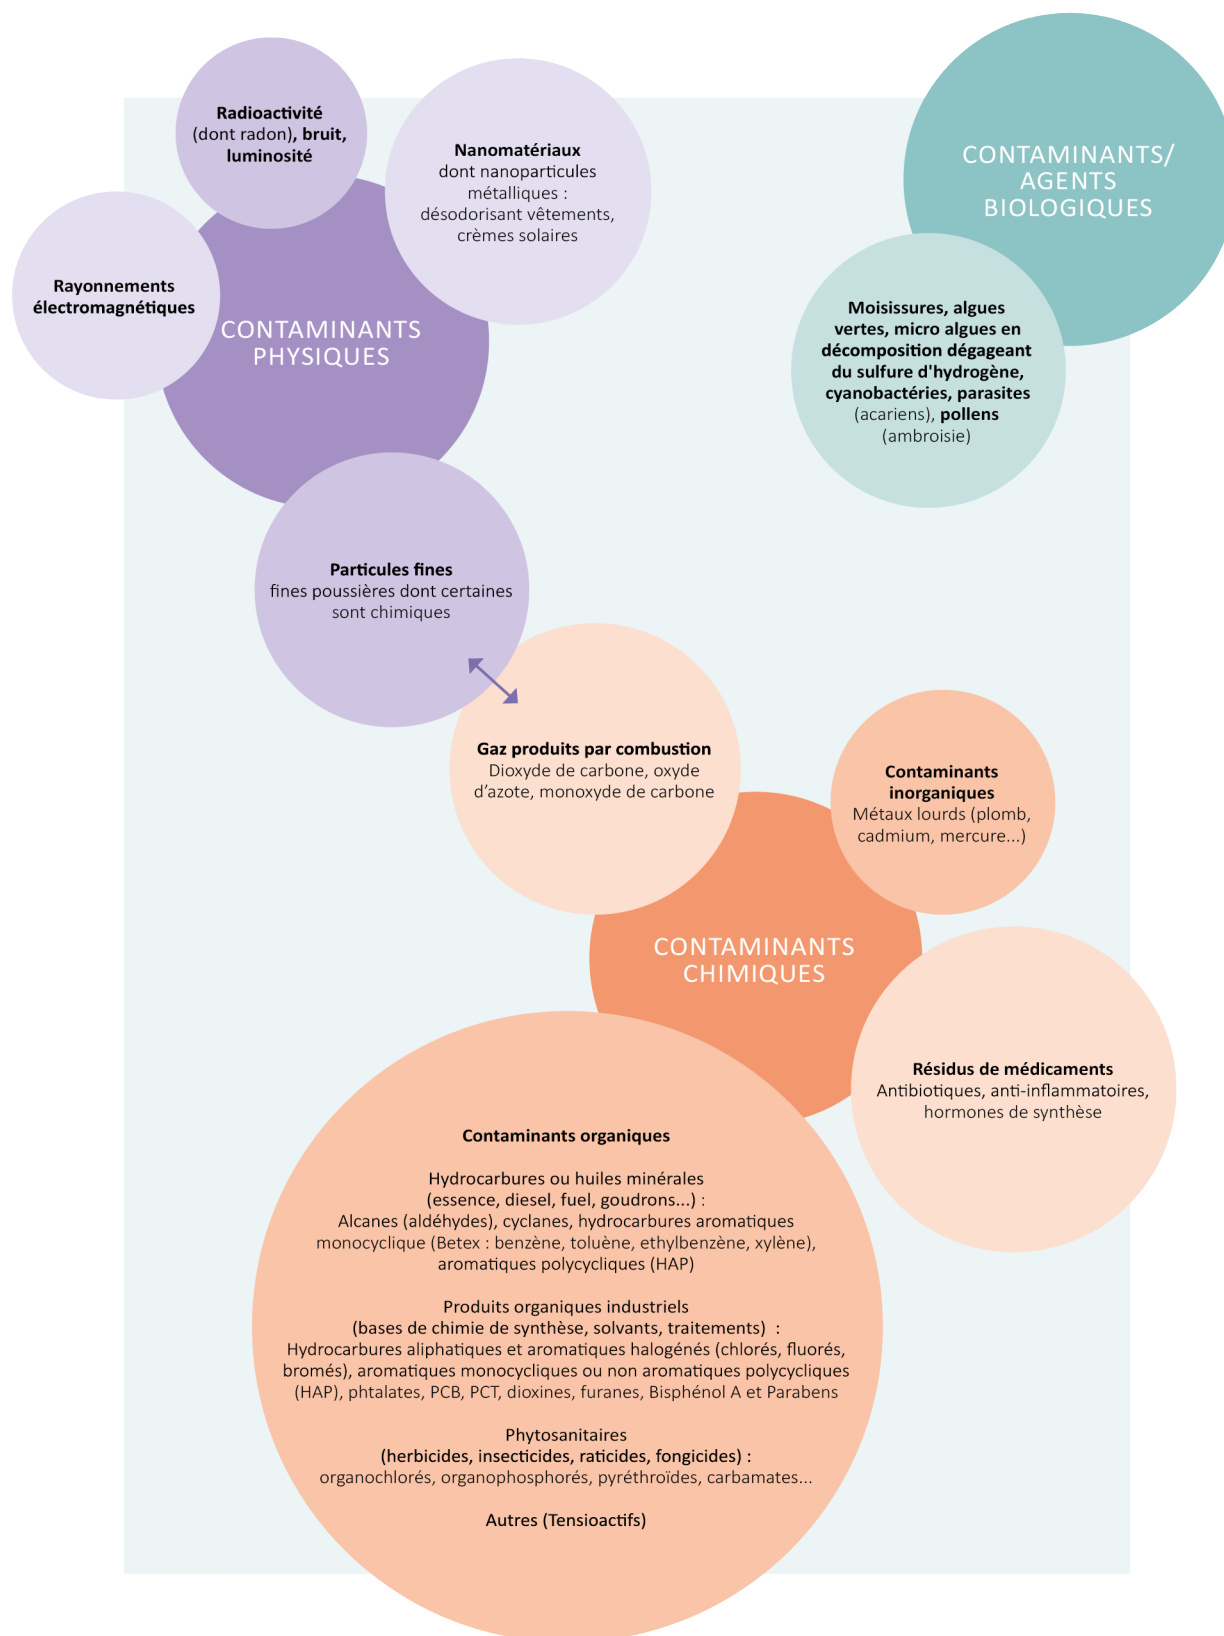 Radioactivité
(dont radon), bruit,
luminosité
Nanomatériaux
dont nanoparticules
métalliques :
désodorisant vêtements,
crèmes solaires
Rayonnements
électromagnétiques
CONTAMINANTS
PHYSIQUES
Particules fines
fines poussières dont certaines
sont chimiques
CONTAMINANTS/
AGENTS
BIOLOGIQUES
Moisissures, algues
vertes, micro algues en
décomposition dégageant
du sulfure d'hydrogène,
cyanobactéries, parasites
(acariens), pollens
(ambroisie)
Gaz produits par combustion
Dioxyde de carbone, oxyde
d’azote, monoxyde de carbone
Contaminants
inorganiques
Métaux lourds (plomb,
cadmium, mercure...)
CONTAMINANTS
CHIMIQUES
Résidus de médicaments
Antibiotiques, anti-inflammatoires,
hormones de synthèse
Contaminants organiques
Hydrocarbures ou huiles minérales
(essence, diesel, fuel, goudrons...) :
Alcanes (aldéhydes), cyclanes, hydrocarbures aromatiques
monocyclique (Betex : benzène, toluène, ethylbenzène, xylène),
aromatiques polycycliques (HAP)
Produits organiques industriels
(bases de chimie de synthèse, solvants, traitements) :
Hydrocarbures aliphatiques et aromatiques halogénés (chlorés, fluorés,
bromés), aromatiques monocycliques ou non aromatiques polycycliques
(HAP), phtalates, PCB, PCT, dioxines, furanes, Bisphénol A et Parabens
Phytosanitaires
(herbicides, insecticides, raticides, fongicides) :
organochlorés, organophosphorés, pyréthroïdes, carbamates...
Autres (Tensioactifs)